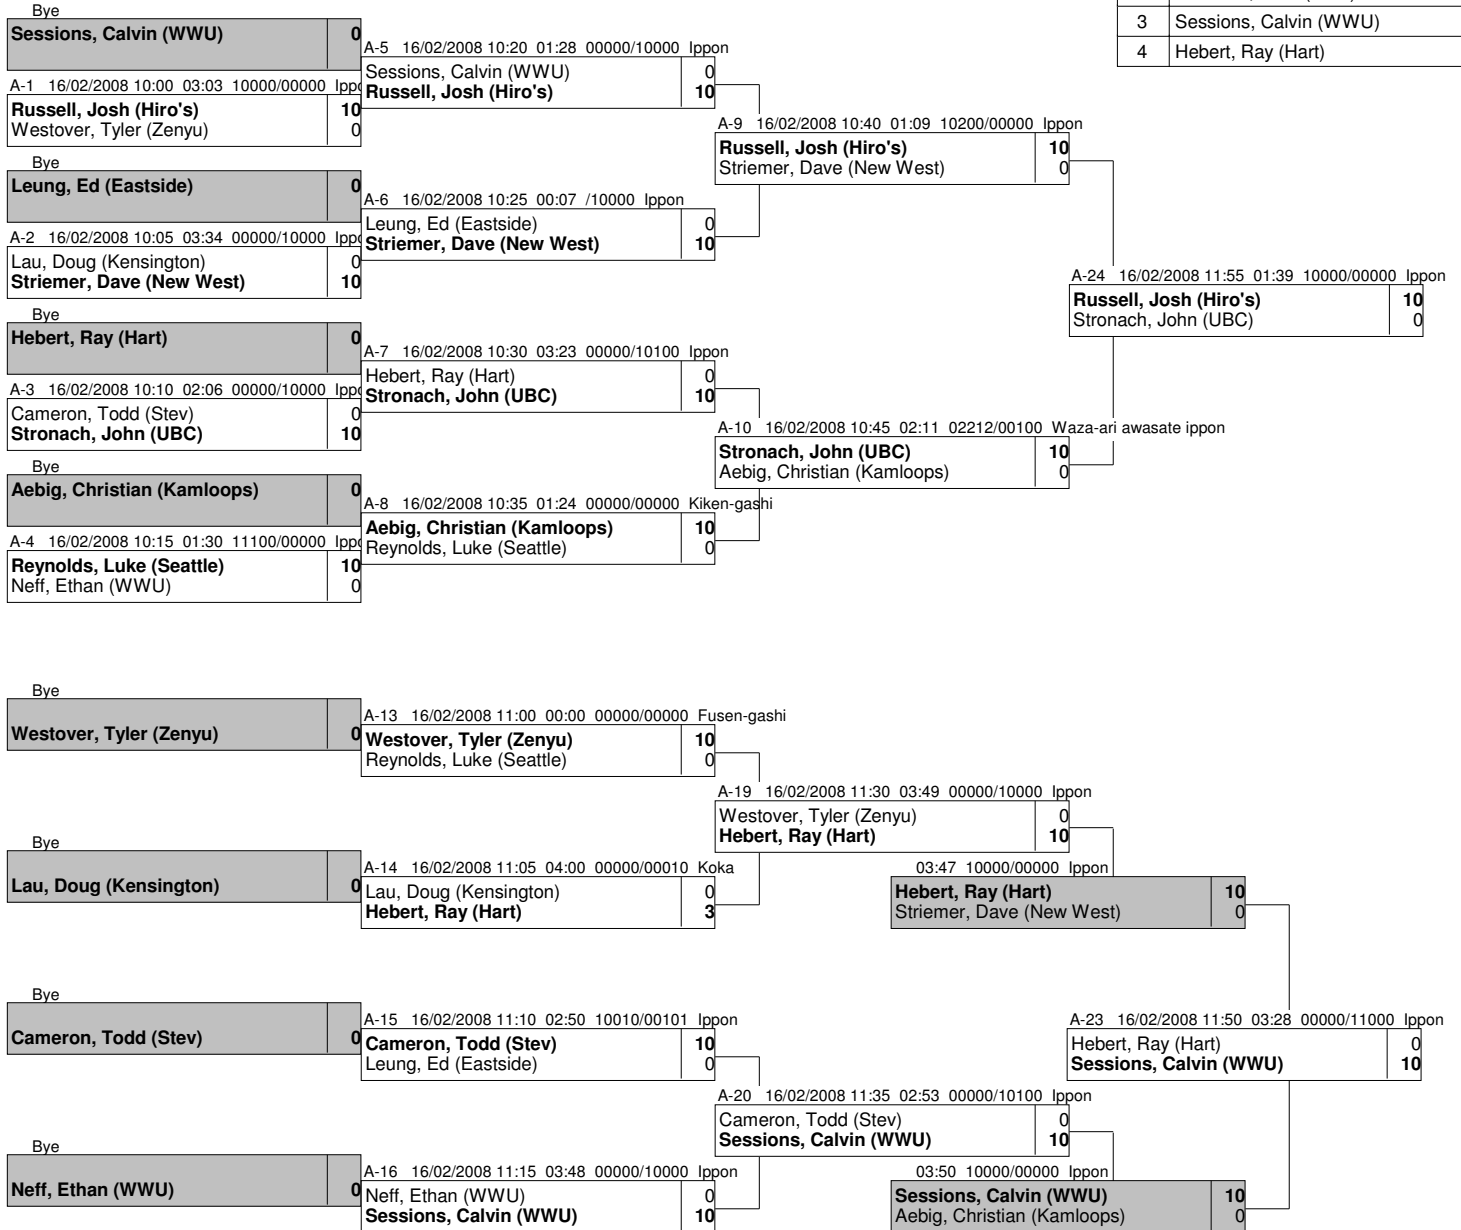 Bye
Sessions, Calvin (WWU) 0
A-1 16/02/2008 10:00 03:03 10000/00000
Russell, Josh (Hiro's) 10
Westover, Tyler (Zenyu) 0
Bye
Leung, Ed (Eastside) 0
A-2 16/02/2008 10:05 03:34 00000/10000
Lau, Doug (Kensington) 0
Striemer, Dave (New West) 10
Bye
Hebert, Ray (Hart) 0
A-3 16/02/2008 10:10 02:06 00000/10000
Cameron, Todd (Stev) 0
Stronach, John (UBC) 10
Bye
Aebig, Christian (Kamloops) 0
A-4 16/02/2008 10:15 01:30 11100/00000
Reynolds, Luke (Seattle) 10
Neff, Ethan (WWU) 0
A-5 16/02/2008 10:20 01:28 00000/10000 Ippon
Sessions, Calvin (WWU) 0
Russell, Josh (Hiro's) 10
A-6 16/02/2008 10:25 00:07 /10000 Ippon
Leung, Ed (Eastside) 0
Striemer, Dave (New West) 10
A-7 16/02/2008 10:30 03:23 00000/10100 Ippon
Hebert, Ray (Hart) 0
Stronach, John (UBC) 10
A-8 16/02/2008 10:35 01:24 00000/00000 Kiken-gashi
Aebig, Christian (Kamloops) 10
Reynolds, Luke (Seattle) 0
A-9 16/02/2008 10:40 01:09 10200/00000 Ippon
Russell, Josh (Hiro's) 10
Striemer, Dave (New West) 0
A-10 16/02/2008 10:45 02:11 02212/00100 Waza-ari awasate ippon
Stronach, John (UBC) 10
Aebig, Christian (Kamloops) 0
3 Sessions, Calvin (WWU)
4 Hebert, Ray (Hart)
A-24 16/02/2008 11:55 01:39 10000/00000 Ippon
Russell, Josh (Hiro's) 10
Stronach, John (UBC) 0
Bye
Westover, Tyler (Zenyu) 0
Bye
Lau, Doug (Kensington) 0
Bye
Cameron, Todd (Stev) 0
Bye
Neff, Ethan (WWU) 0
A-13 16/02/2008 11:00 00:00 00000/00000 Fusen-gashi
Westover, Tyler (Zenyu) 10
Reynolds, Luke (Seattle) 0
A-14 16/02/2008 11:05 04:00 00000/00010 Koka
Lau, Doug (Kensington) 0
Hebert, Ray (Hart) 3
A-15 16/02/2008 11:10 02:50 10010/00101 Ippon
Cameron, Todd (Stev) 10
Leung, Ed (Eastside) 0
A-16 16/02/2008 11:15 03:48 00000/10000 Ippon
Neff, Ethan (WWU) 0
Sessions, Calvin (WWU) 10
A-19 16/02/2008 11:30 03:49 00000/10000 Ippon
Westover, Tyler (Zenyu) 0
Hebert, Ray (Hart) 10
03:47 10000/00000 Ippon
Hebert, Ray (Hart) 10
Striemer, Dave (New West) 0
A-20 16/02/2008 11:35 02:53 00000/10100 Ippon
Cameron, Todd (Stev) 0
Sessions, Calvin (WWU) 10
03:50 10000/00000 Ippon
Sessions, Calvin (WWU) 10
Aebig, Christian (Kamloops) 0
A-23 16/02/2008 11:50 03:28 00000/11000 Ippon
Hebert, Ray (Hart) 0
Sessions, Calvin (WWU) 10